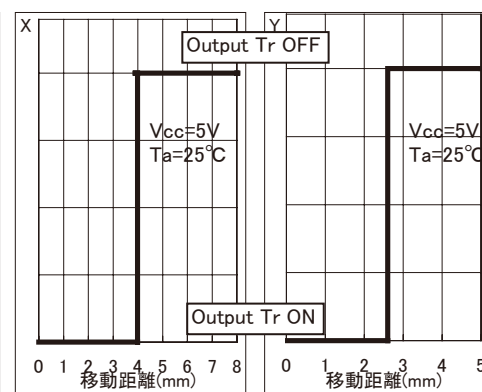 X
Y
Output Tr OFF
Vcc=5V
Ta=25℃
Vcc=5V
Ta=25℃
Output Tr ON
0 1 2 3 4 5 6 7 8
移動距離(mm)
0 1 2 3 4 5
移動距離(mm)